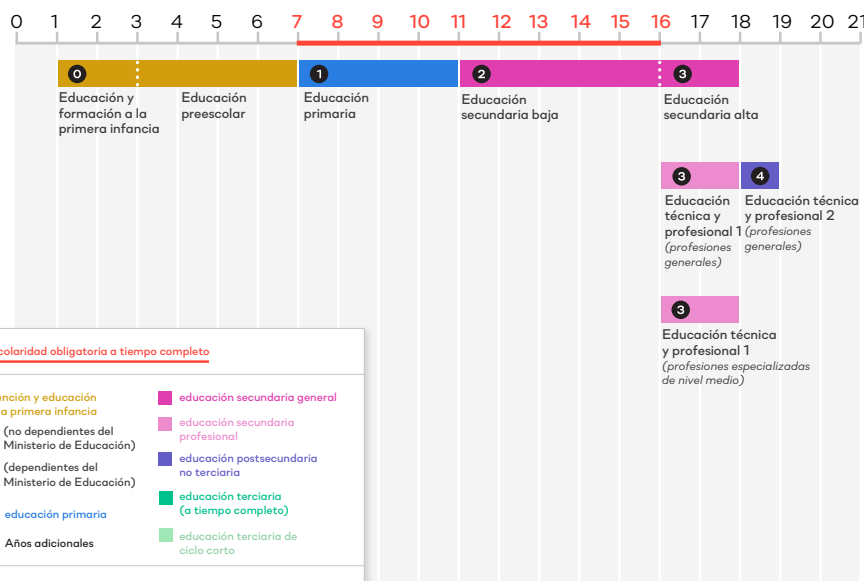 0 1 2 3 4 5 6 7 8 9 10 11 12 13 14 15 16 17 18 19 20 21
0 1 2 3
Educación y
formación a la
primera infancia
Educación
preescolar
Educación
primaria
Educación
secundaria baja
Educación
secundaria alta
3 4
Educación
técnica y
profesional 1
(profesiones
generales)
Educación técnica
y profesional 2
(profesiones
generales)
3
Educación técnica
y profesional 1
(profesiones especializadas
de nivel medio)
colaridad obligatoria a tiempo completo
nción y educación
a primera infancia
(no dependientes del
Ministerio de Educación)
(dependientes del
Ministerio de Educación)
educación primaria
Años adicionales
educación secundaria general
educación secundaria
profesional
educación postsecundaria
no terciaria
educación terciaria
(a tiempo completo)
educación terciaria de
ciclo corto